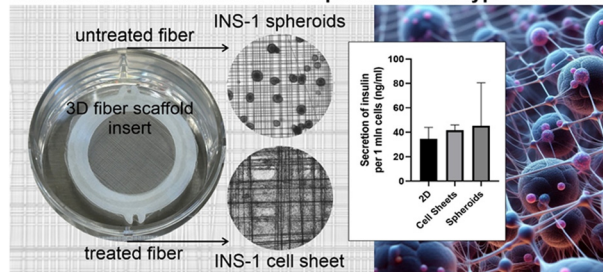 INS-1 spheroids
untreated fiber
3D fiber scaffold
insert
treated fiber
INS-1 cell sheet
Secretion of insulin
per 1 mln cells (ng/ml)
100
80
60
40
20
0
2D
Cell Sheets
Spheroids